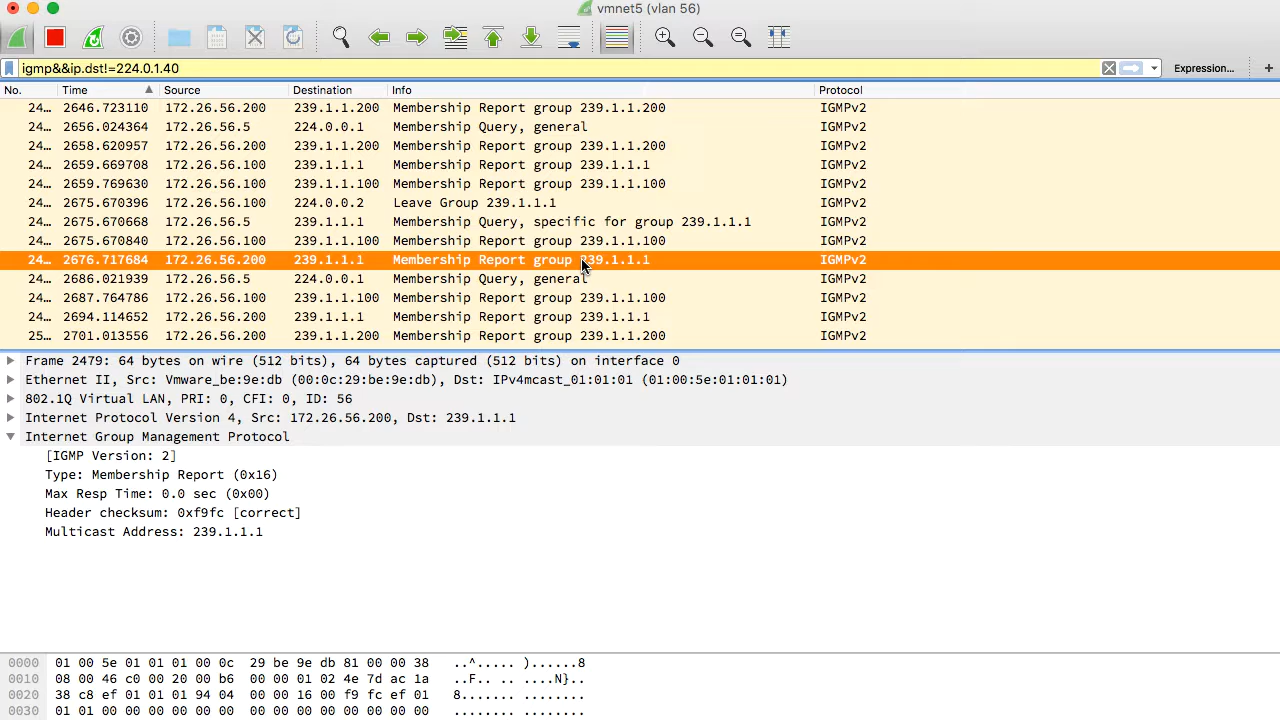 vmnet5 (vlan 56)
igmp&&ip.dst!=224.0.1.40 Expression... +
No. Time Source Destination Info Protocol
24… 2646.723110 172.26.56.200 239.1.1.200 Membership Report group 239.1.1.200 IGMPv2
24… 2656.024364 172.26.56.5 224.0.0.1 Membership Query, general IGMPv2
24… 2658.620957 172.26.56.200 239.1.1.200 Membership Report group 239.1.1.200 IGMPv2
24… 2659.669708 172.26.56.100 239.1.1.1 Membership Report group 239.1.1.1 IGMPv2
24… 2659.769630 172.26.56.100 239.1.1.100 Membership Report group 239.1.1.100 IGMPv2
24… 2675.670396 172.26.56.100 224.0.0.2 Leave Group 239.1.1.1 IGMPv2
24… 2675.670668 172.26.56.5 239.1.1.1 Membership Query, specific for group 239.1.1.1 IGMPv2
24… 2675.670840 172.26.56.100 239.1.1.100 Membership Report group 239.1.1.100 IGMPv2
24… 2676.717684 172.26.56.200 239.1.1.1 Membership Report group 239.1.1.1 IGMPv2
24… 2686.021939 172.26.56.5 224.0.0.1 Membership Query, general IGMPv2
24… 2687.764786 172.26.56.100 239.1.1.100 Membership Report group 239.1.1.100 IGMPv2
24… 2694.114652 172.26.56.200 239.1.1.1 Membership Report group 239.1.1.1 IGMPv2
25… 2701.013556 172.26.56.200 239.1.1.200 Membership Report group 239.1.1.200 IGMPv2
Frame 2479: 64 bytes on wire (512 bits), 64 bytes captured (512 bits) on interface 0
Ethernet II, Src: Vmware_be:9e:db (00:0c:29:be:9e:db), Dst: IPv4mcast_01:01:01 (01:00:5e:01:01:01)
802.1Q Virtual LAN, PRI: 0, CFI: 0, ID: 56
Internet Protocol Version 4, Src: 172.26.56.200, Dst: 239.1.1.1
Internet Group Management Protocol
[IGMP Version: 2]
Type: Membership Report (0x16)
Max Resp Time: 0.0 sec (0x00)
Header checksum: 0xf9fc [correct]
Multicast Address: 239.1.1.1
0000 01 00 5e 01 01 01 00 0c 29 be 9e db 81 00 00 38 ..^..... )......8
0010 08 00 46 c0 00 20 00 b6 00 00 01 02 4e 7d ac 1a ..F.. .. ....N}..
0020 38 c8 ef 01 01 01 94 04 00 00 16 00 f9 fc ef 01 8....... ........
0030 01 01 00 00 00 00 00 00 00 00 00 00 00 00 00 00 ........ ........